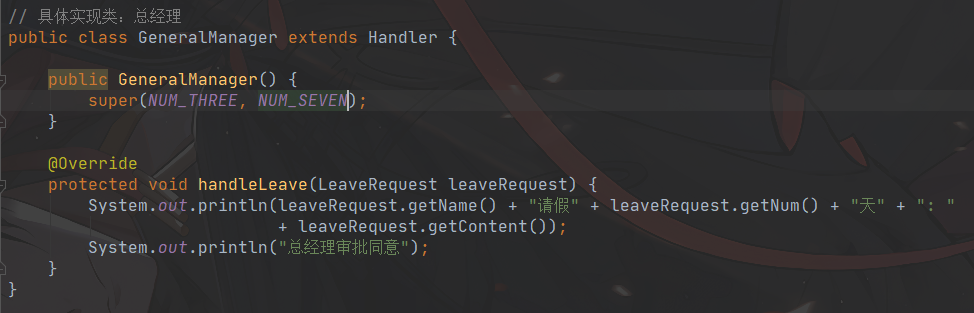 // 具体实现类：总经理
public class GeneralManager extends Handler {
public GeneralManager() {
super(NUM_THREE, NUM_SEVEN);
}
@Override
protected void handleLeave(LeaveRequest leaveRequest) {
System.out.println(leaveRequest.getName() + "请假" + leaveRequest.getNum() + "天" + ": "
+ leaveRequest.getContent());
System.out.println("总经理审批同意");
}
}